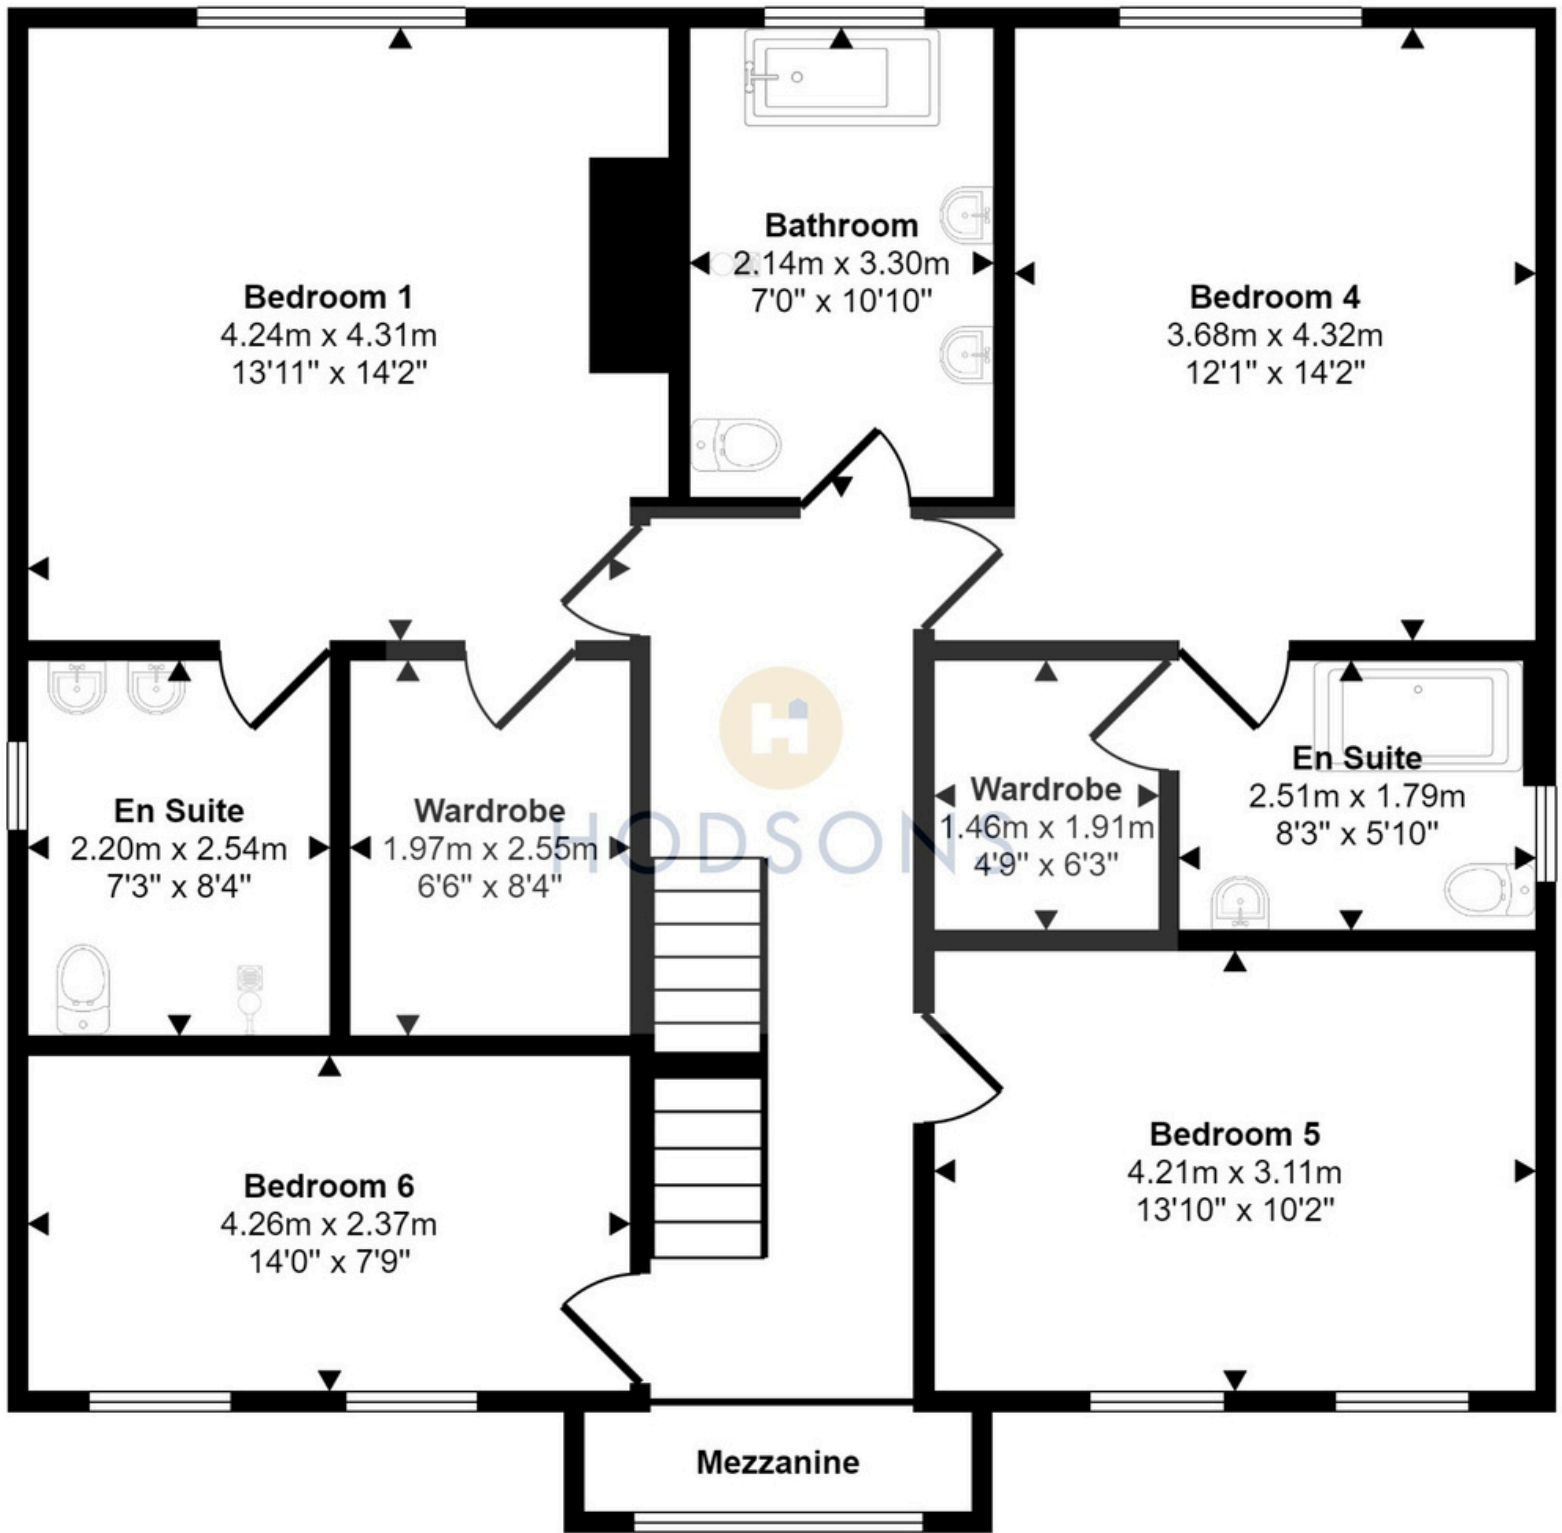 Bedroom 1
4.24m x 4.31m
13'11" x 14'2"
Bathroom
2.14m x 3.30m
7'0" x 10'10"
Bedroom 4
3.68m x 4.32m
12'1" x 14'2"
En Suite
2.20m x 2.54m
7'3" x 8'4"
Wardrobe
1.97m x 2.55m
6'6" x 8'4"
H
HODSONS
Wardrobe
1.46m x 1.91m
4'9" x 6'3"
En Suite
2.51m x 1.79m
8'3" x 5'10"
Bedroom 6
4.26m x 2.37m
14'0" x 7'9"
Bedroom 5
4.21m x 3.11m
13'10" x 10'2"
Mezzanine